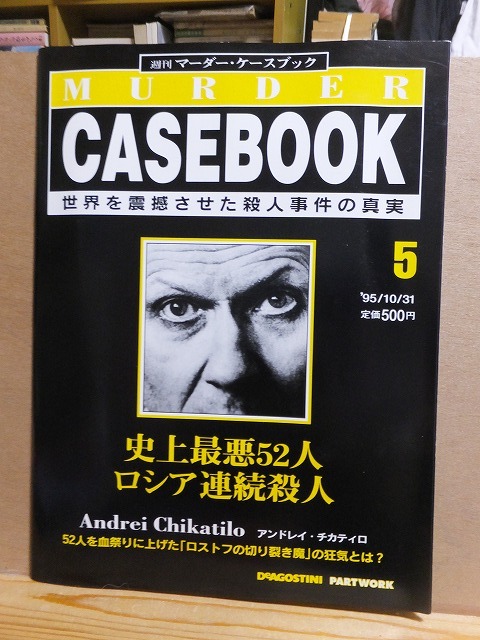 週刊 マーダー・ケースブック
MURDER
CASEBOOK
世界を震撼させた殺人事件の真実
5
'95/10/31
定価500円
史上最悪52人
ロシア連続殺人
Andrei Chikatilo アンドレイ・チカティロ
52人を血祭りに上げた「ロストフの切り裂き魔」の狂気とは？
DEAGOSTINI PARTWORK